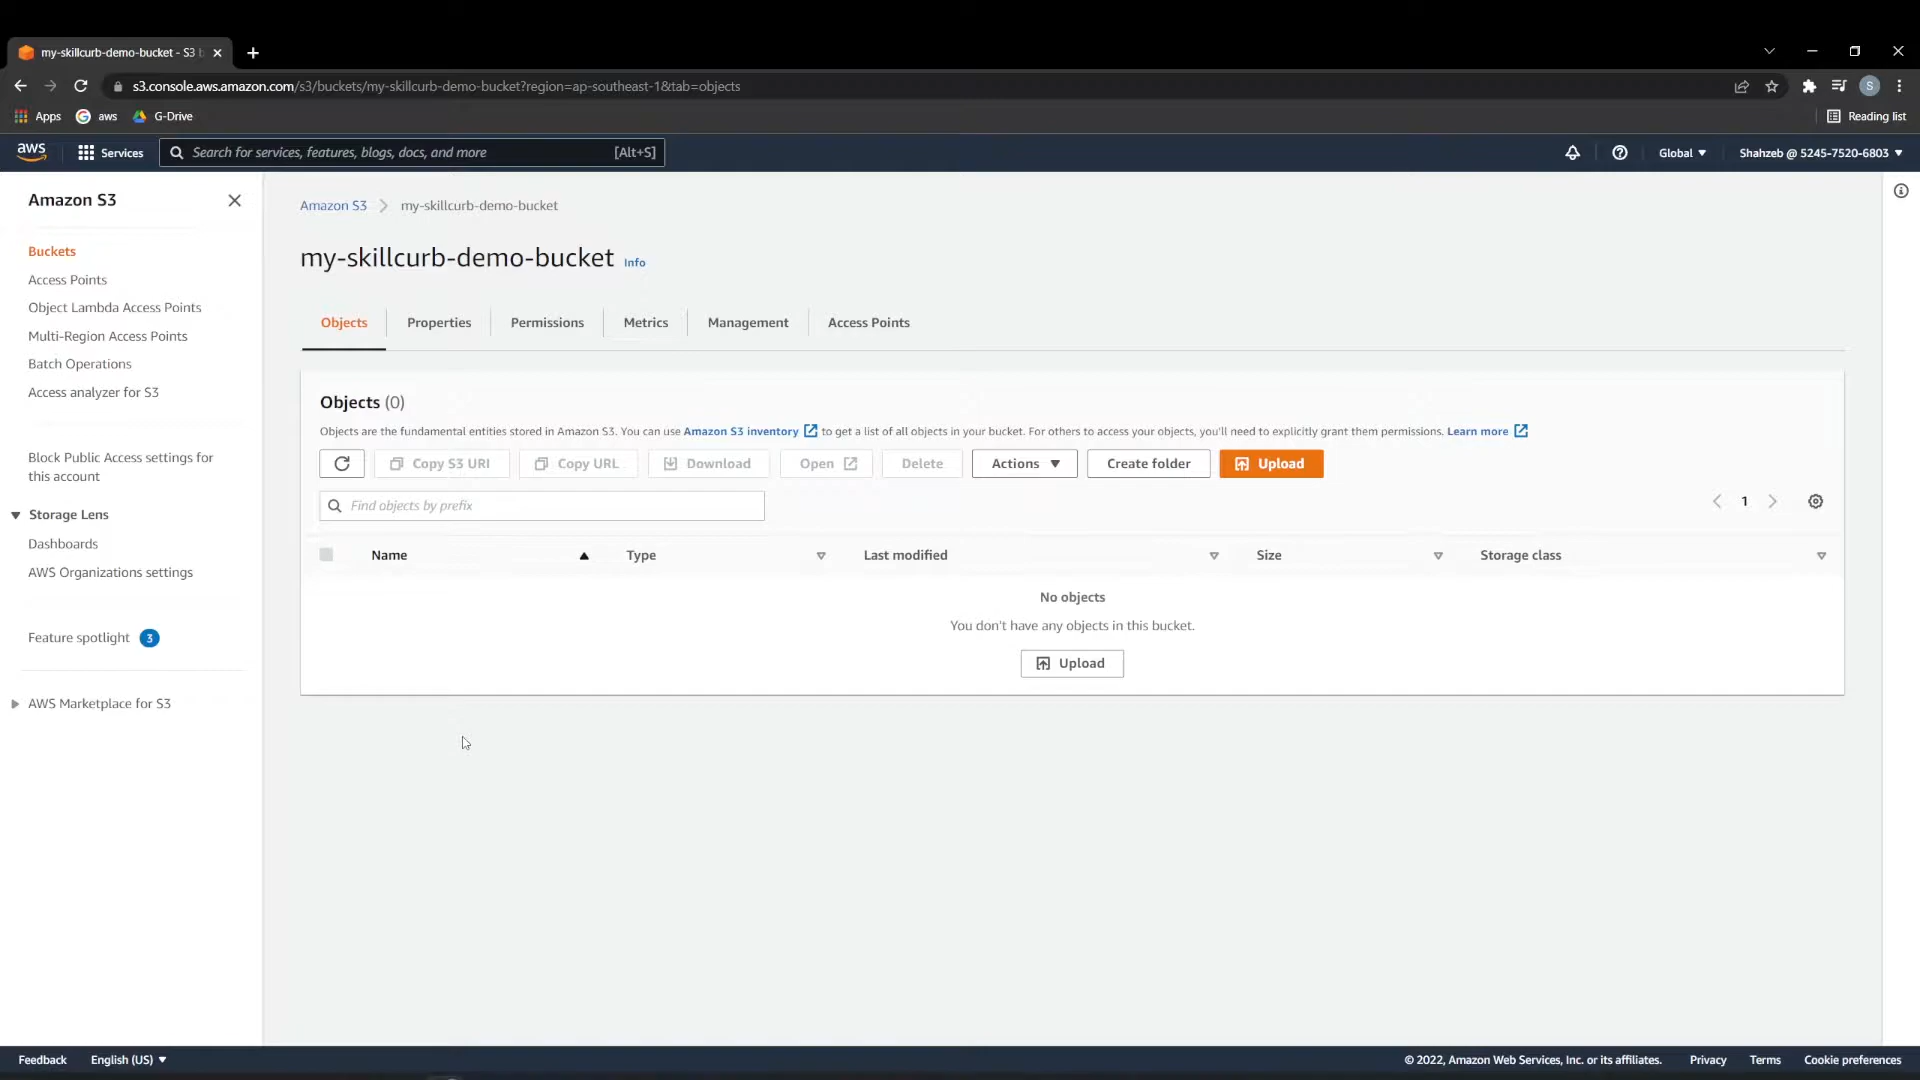 my-skillcurb-demo-bucket - S3 b
s3.console.aws.amazon.com/s3/buckets/my-skillcurb-demo-bucket?region=ap-southeast-1&tab=objects
S
Apps
aws
G-Drive
Reading list
aws
Services
Search for services, features, blogs, docs, and more
[Alt+S]
Global
Shahzeb @ 5245-7520-6803
Amazon S3
Buckets
Access Points
Object Lambda Access Points
Multi-Region Access Points
Batch Operations
Access analyzer for S3
Block Public Access settings for
this account
Storage Lens
Dashboards
AWS Organizations settings
Feature spotlight 3
AWS Marketplace for S3
Amazon S3
my-skillcurb-demo-bucket
my-skillcurb-demo-bucket Info
Objects
Properties
Permissions
Metrics
Management
Access Points
Objects (0)
Objects are the fundamental entities stored in Amazon S3. You can use Amazon S3 inventory to get a list of all objects in your bucket. For others to access your objects, you'll need to explicitly grant them permissions. Learn more
Copy S3 URI
Copy URL
Download
Open
Delete
Actions
Create folder
Upload
Find objects by prefix
1
Name
Type
Last modified
Size
Storage class
No objects
You don't have any objects in this bucket.
Upload
Feedback
English (US)
© 2022, Amazon Web Services, Inc. or its affiliates.
Privacy
Terms
Cookie preferences